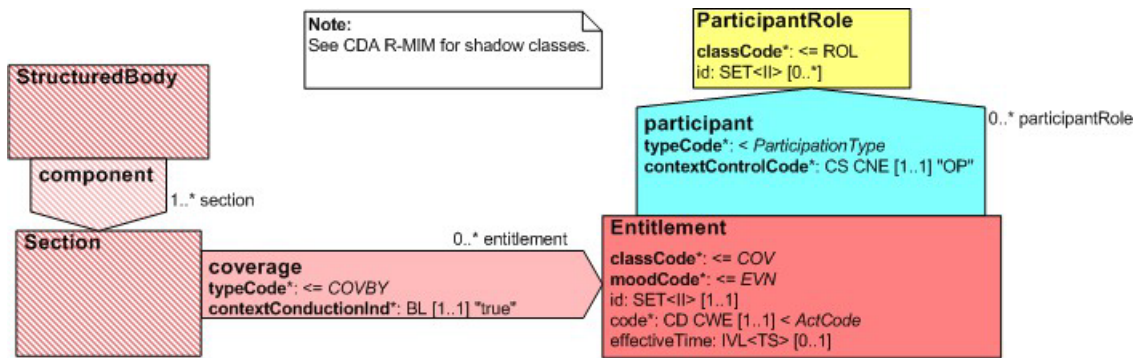 Note:
See CDA R-MIM for shadow classes.
ParticipantRole
classCode*: <= ROL
id: SET<II> [0..*]
StructuredBody
component
1..* section
Section
participant
typeCode*: < ParticipationType
contextControlCode*: CS CNE [1..1] "OP"
0..* participantRole
0..* entitlement
coverage
typeCode*: <= COVBY
contextConductionInd*: BL [1..1] "true"
Entitlement
classCode*: <= COV
moodCode*: <= EVN
id: SET<II> [1..1]
code*: CD CWE [1..1] < ActCode
effectiveTime: IVL<TS> [0..1]